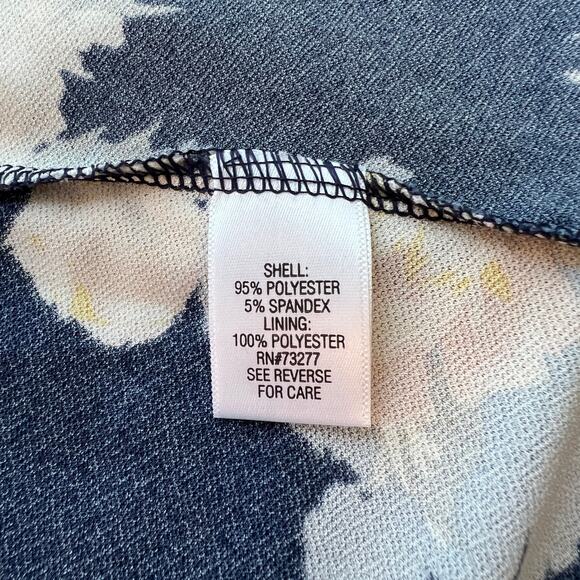 SHELL:
95% POLYESTER
5% SPANDEX
LINING:
100% POLYESTER
RN#73277
SEE REVERSE
FOR CARE